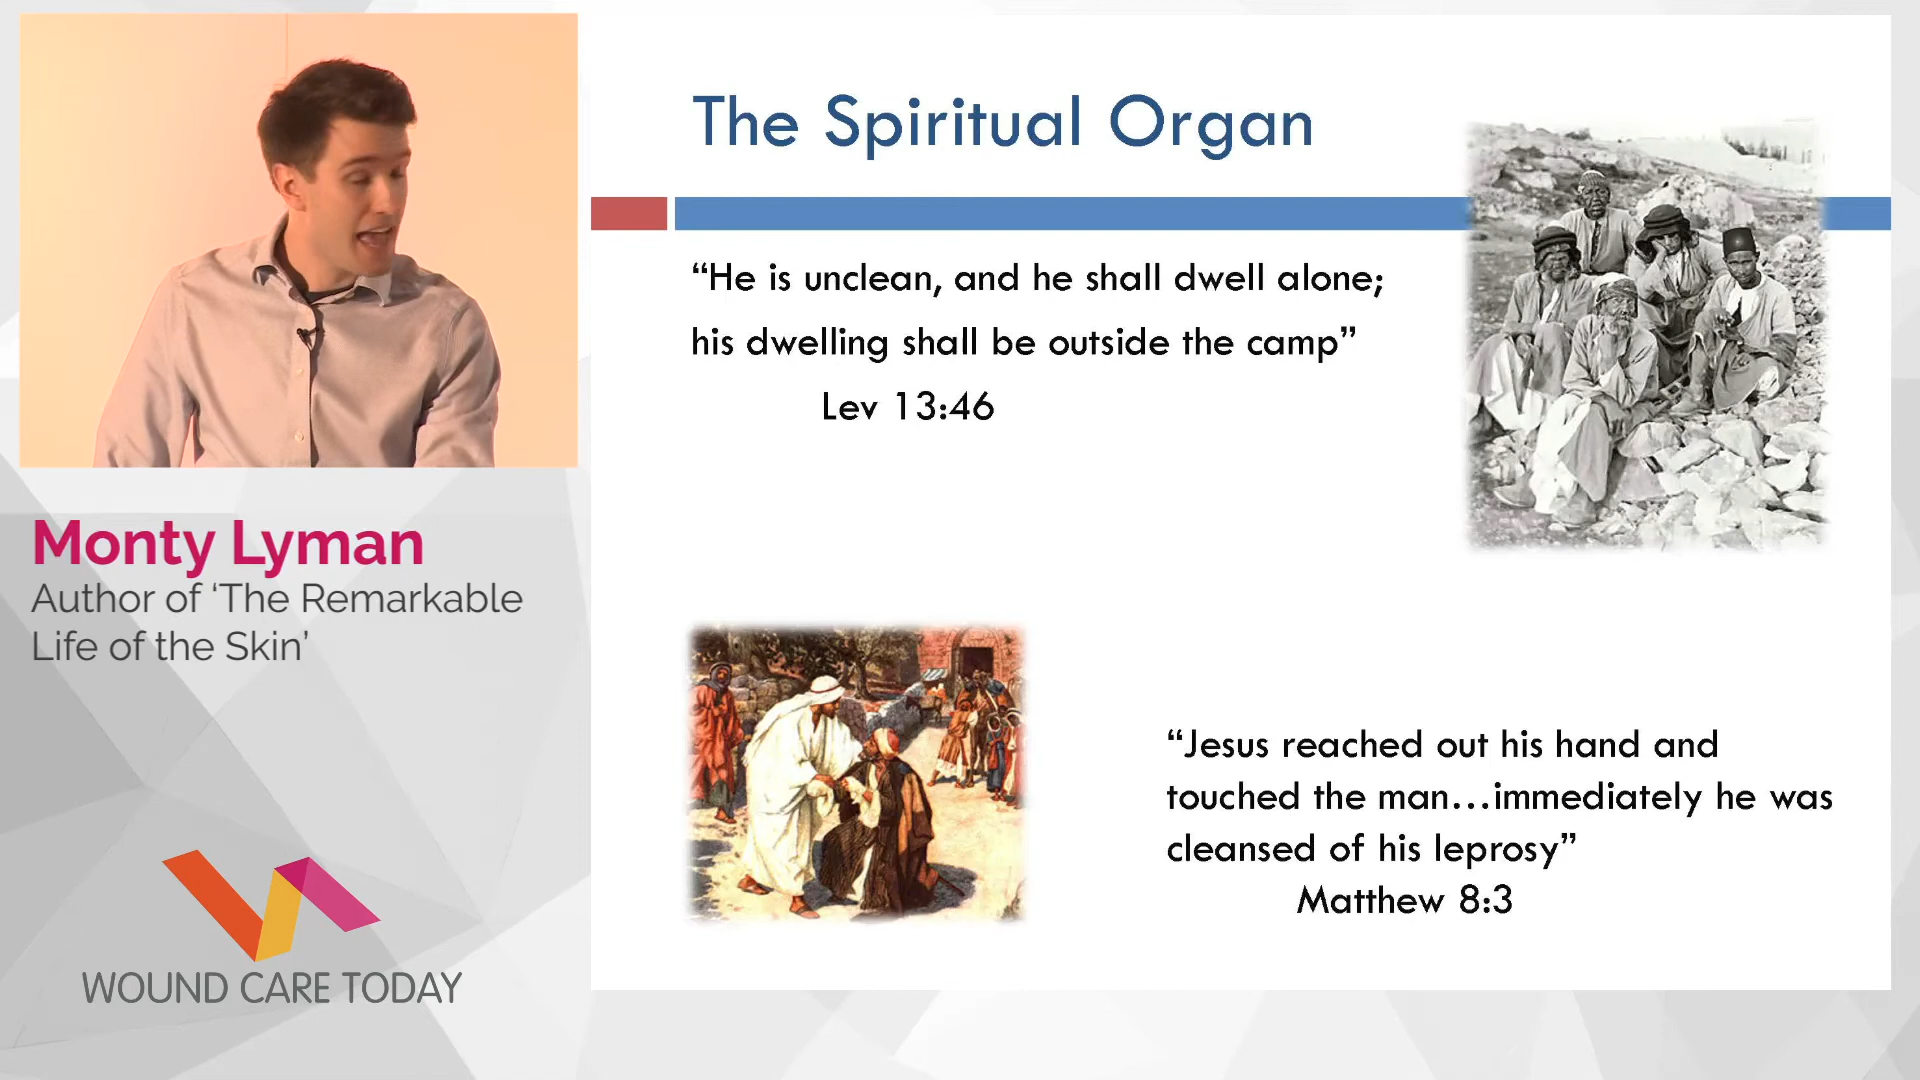 The Spiritual Organ
“He is unclean, and he shall dwell alone;
his dwelling shall be outside the camp”
Lev 13:46
“Jesus reached out his hand and
touched the man…immediately he was
cleansed of his leprosy”
Matthew 8:3
Monty Lyman
Author of ‘The Remarkable
Life of the Skin’
WOUND CARE TODAY